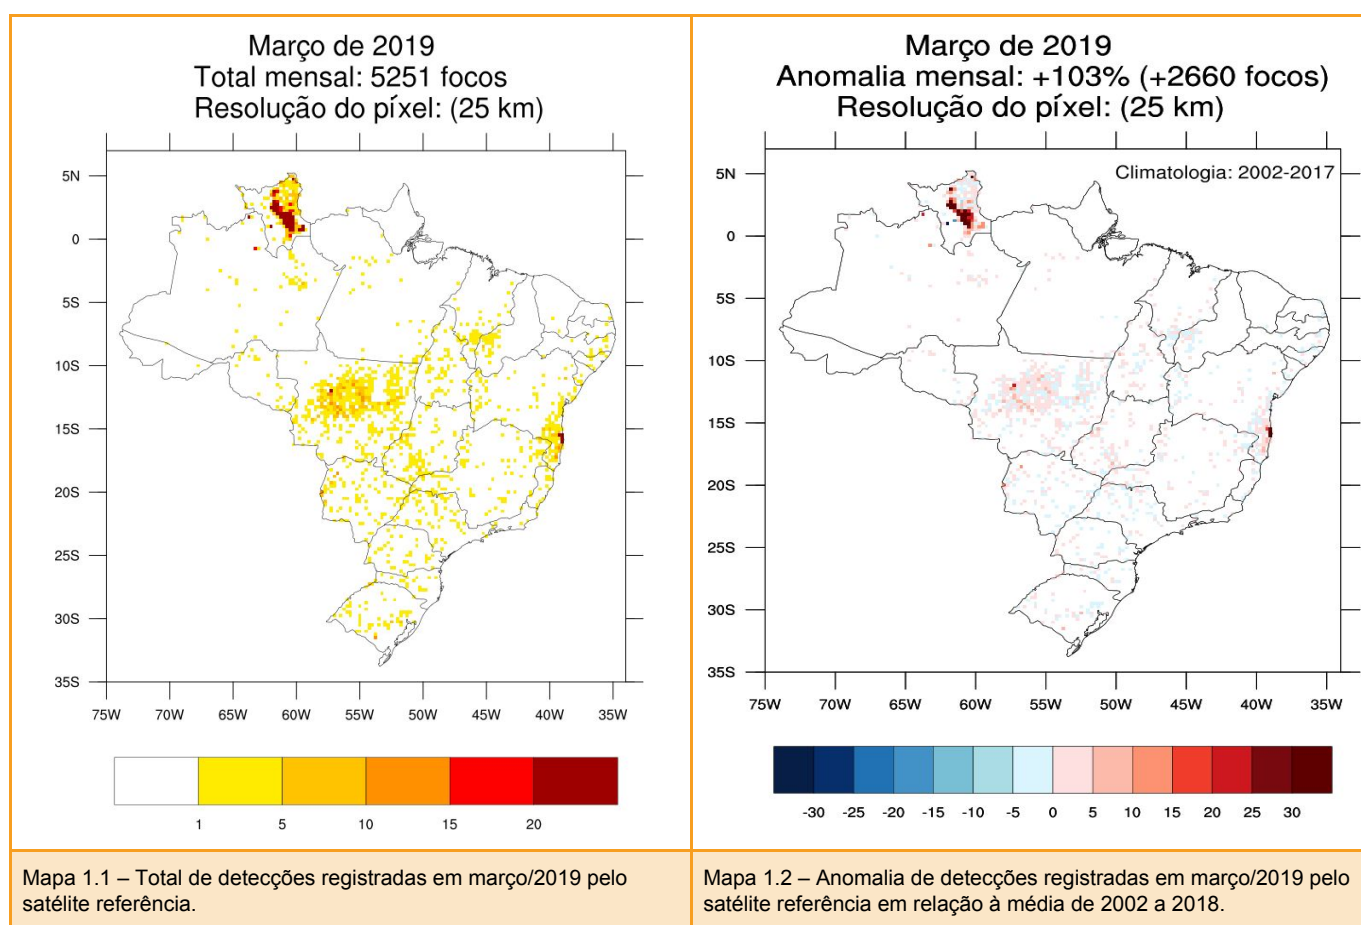 Março de 2019
Total mensal: 5251 focos
Resolução do píxel: (25 km)
5N
0
5S
10S
15S
20S
25S
30S
35S
75W 70W 65W 60W 55W 50W 45W 40W 35W
1 5 10 15 20
Mapa 1.1 – Total de detecções registradas em março/2019 pelo
satélite referência.
Março de 2019
Anomalia mensal: +103% (+2660 focos)
Resolução do píxel: (25 km)
Climatologia: 2002-2017
5N
0
5S
10S
15S
20S
25S
30S
35S
75W 70W 65W 60W 55W 50W 45W 40W 35W
-30 -25 -20 -15 -10 -5 0 5 10 15 20 25 30
Mapa 1.2 – Anomalia de detecções registradas em março/2019 pelo
satélite referência em relação à média de 2002 a 2018.